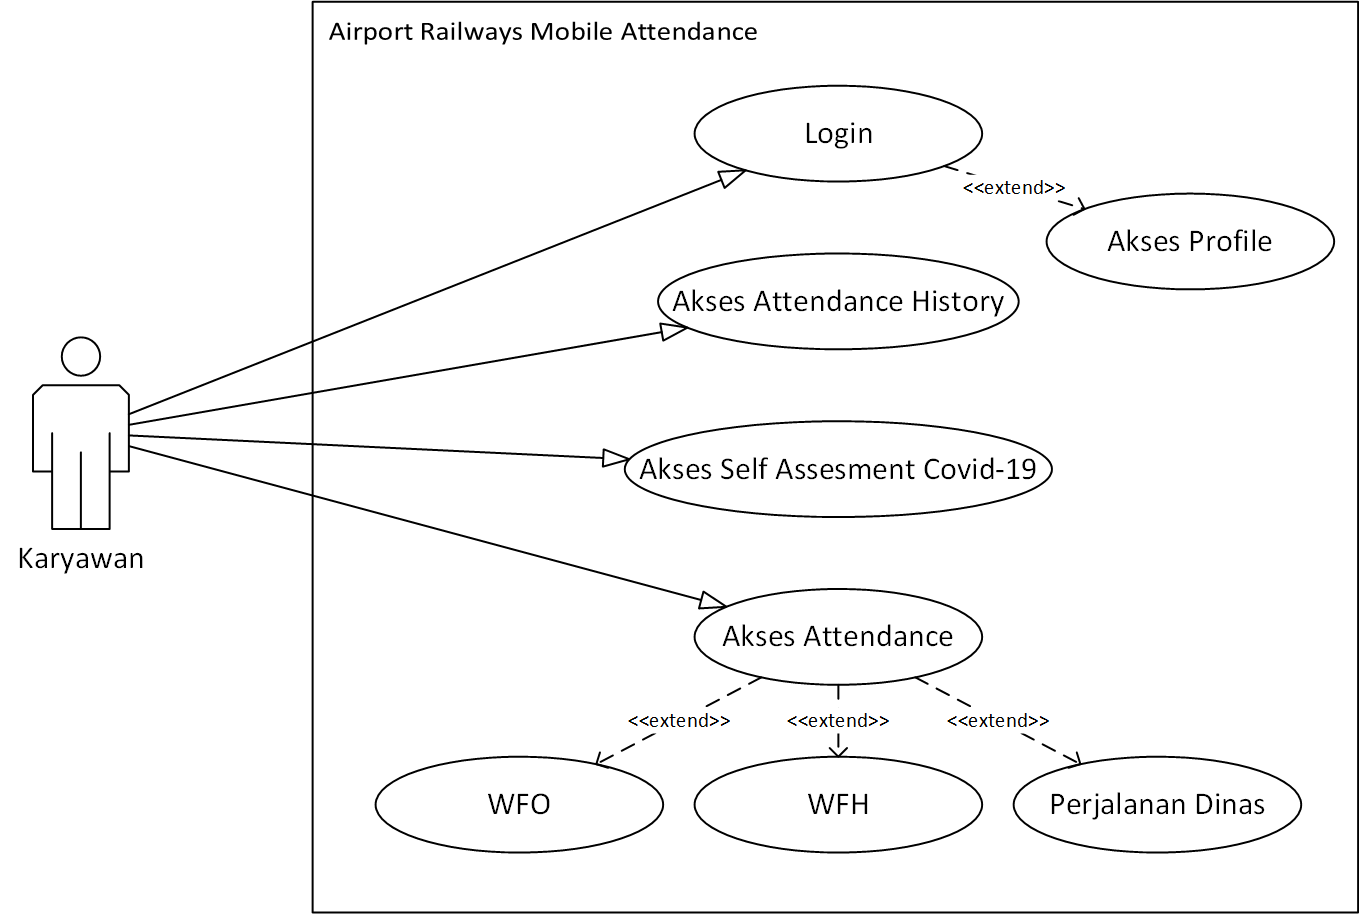 Airport Railways Mobile Attendance
Login
<<extend>>
Akses Profile
Akses Attendance History
Akses Self Assesment Covid-19
Karyawan
Akses Attendance
<<extend>>
<<extend>>
<<extend>>
WFO
WFH
Perjalanan Dinas